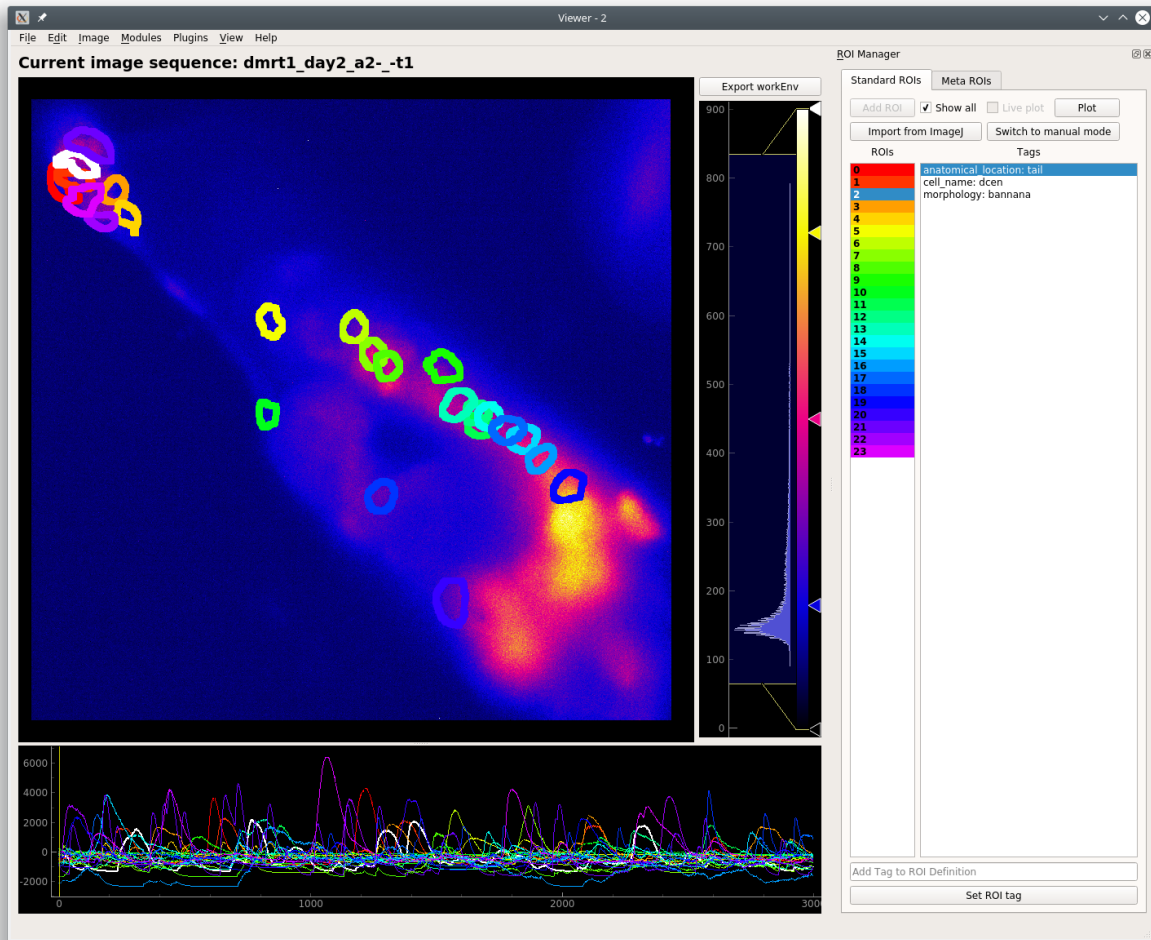 Viewer - 2
File Edit Image Modules Plugins View Help
Current image sequence: dmrt1_day2_a2-_-t1
Export workEnv
900
800
700
600
500
400
300
200
100
0
6000
4000
2000
0
-2000
0 1000 2000 3000
ROI Manager
Standard ROIs Meta ROIs
Add ROI Show all Live plot Plot
Import from ImageJ Switch to manual mode
ROIs Tags
0 anatomical_location: tail
1 cell_name: dcen
2 morphology: bannana
3
4
5
6
7
8
9
10
11
12
13
14
15
16
17
18
19
20
21
22
23
Add Tag to ROI Definition
Set ROI tag